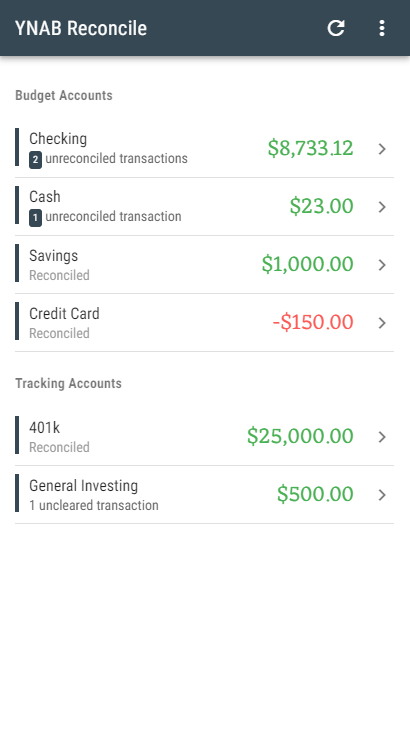 YNAB Reconcile
Budget Accounts
Checking
2 unreconciled transactions
$8,733.12
Cash
1 unreconciled transaction
$23.00
Savings
Reconciled
$1,000.00
Credit Card
Reconciled
-$150.00
Tracking Accounts
401k
Reconciled
$25,000.00
General Investing
1 uncleared transaction
$500.00